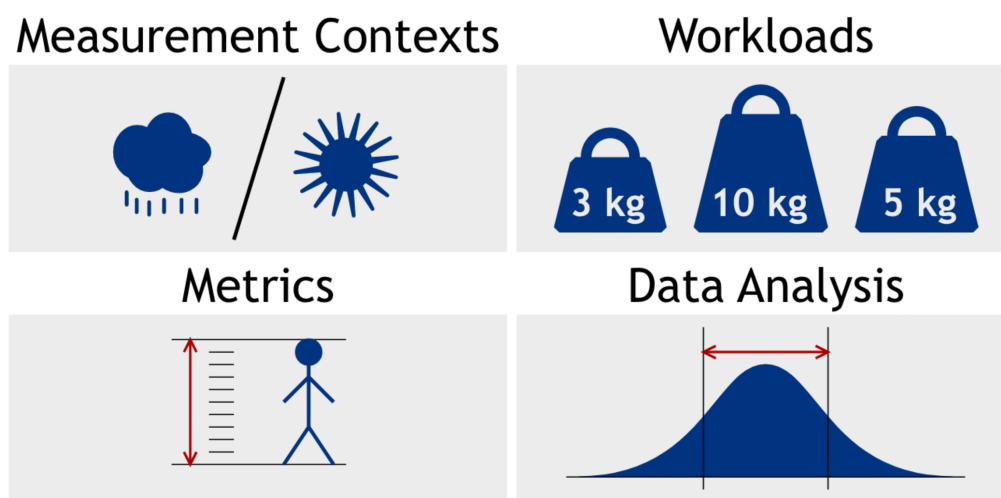 Measurement Contexts
Workloads
3 kg
10 kg
5 kg
Metrics
Data Analysis